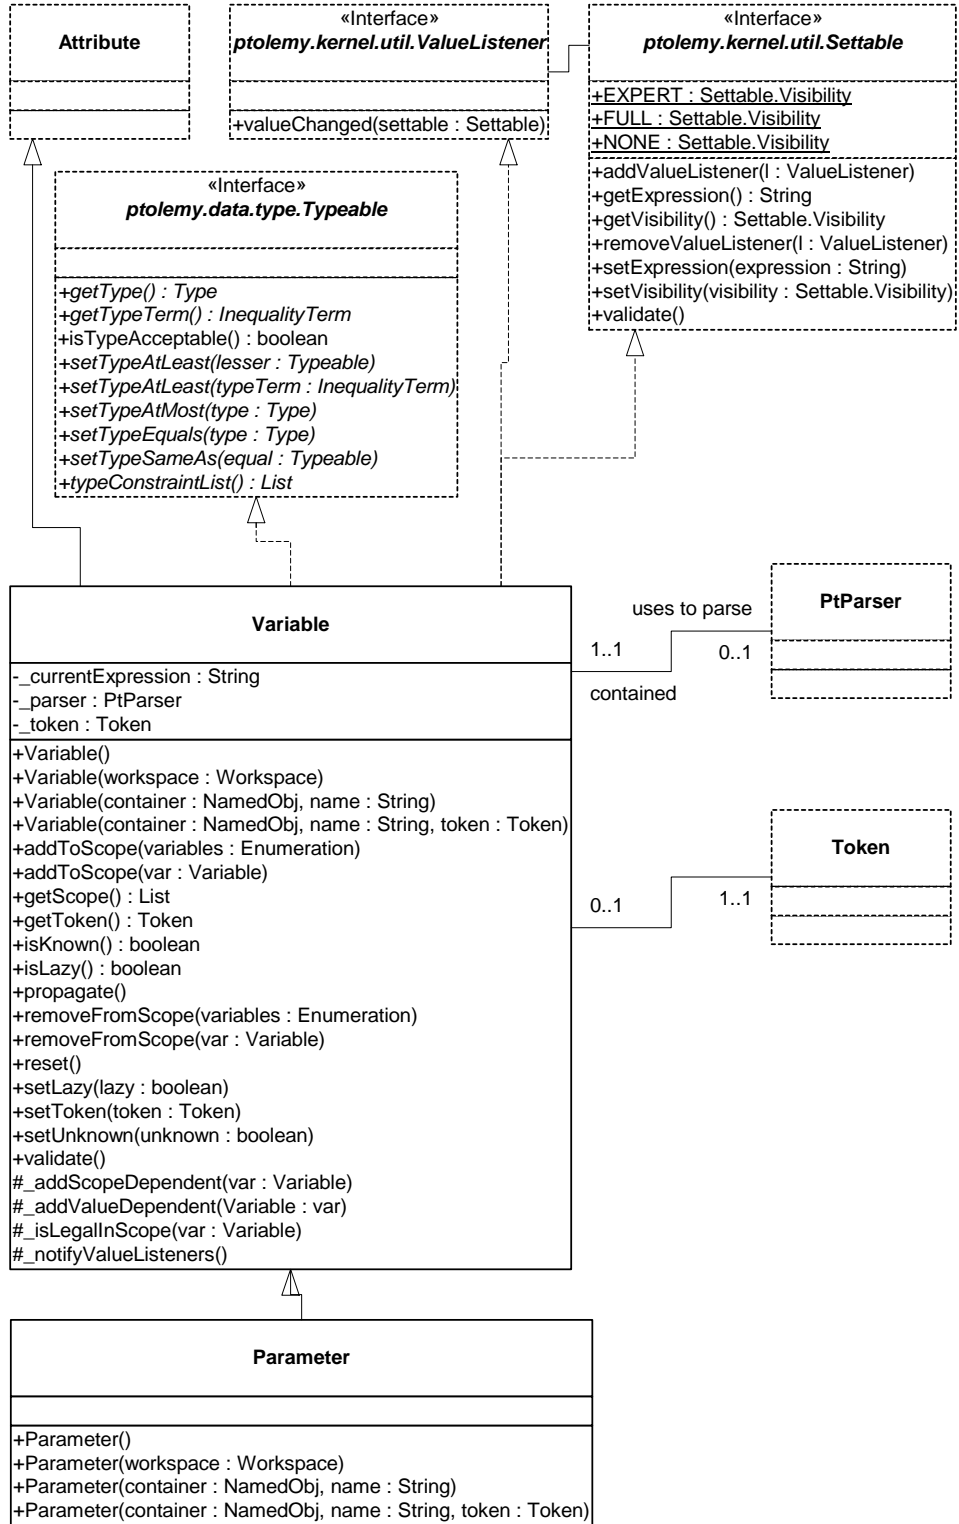 Attribute
«Interface»
ptolemy.kernel.util.ValueListener
+valueChanged(settable : Settable)
«Interface»
ptolemy.kernel.util.Settable
+EXPERT : Settable.Visibility
+FULL : Settable.Visibility
+NONE : Settable.Visibility
+addValueListener(l : ValueListener)
+getExpression() : String
+getVisibility() : Settable.Visibility
+removeValueListener(l : ValueListener)
+setExpression(expression : String)
+setVisibility(visibility : Settable.Visibility)
+validate()
«Interface»
ptolemy.data.type.Typeable
+getType() : Type
+getTypeTerm() : InequalityTerm
+isTypeAcceptable() : boolean
+setTypeAtLeast(lesser : Typeable)
+setTypeAtLeast(typeTerm : InequalityTerm)
+setTypeAtMost(type : Type)
+setTypeEquals(type : Type)
+setTypeSameAs(equal : Typeable)
+typeConstraintList() : List
Variable
-_currentExpression : String
-_parser : PtParser
-_token : Token
+Variable()
+Variable(workspace : Workspace)
+Variable(container : NamedObj, name : String)
+Variable(container : NamedObj, name : String, token : Token)
+addToScope(variables : Enumeration)
+addToScope(var : Variable)
+getScope() : List
+getToken() : Token
+isKnown() : boolean
+isLazy() : boolean
+propagate()
+removeFromScope(variables : Enumeration)
+removeFromScope(var : Variable)
+reset()
+setLazy(lazy : boolean)
+setToken(token : Token)
+setUnknown(unknown : boolean)
+validate()
#_addScopeDependent(var : Variable)
#_addValueDependent(Variable : var)
#_isLegalInScope(var : Variable)
#_notifyValueListeners()
uses to parse
1..1
0..1
contained
PtParser
0..1
1..1
Token
Parameter
+Parameter()
+Parameter(workspace : Workspace)
+Parameter(container : NamedObj, name : String)
+Parameter(container : NamedObj, name : String, token : Token)